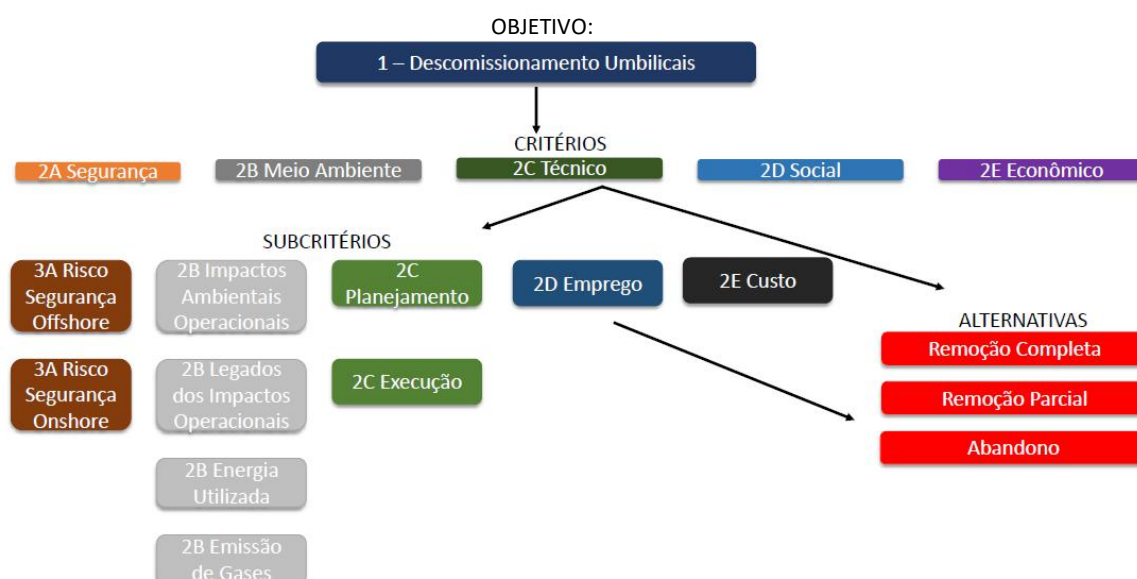 OBJETIVO:
1 – Descomissionamento Umbilicais
CRITÉRIOS
2A Segurança
2B Meio Ambiente
2C Técnico
2D Social
2E Econômico
SUBCRITÉRIOS
3A Risco
Segurança
Offshore
2B Impactos
Ambientais
Operacionais
2C
Planejamento
2D Emprego
2E Custo
3A Risco
Segurança
Onshore
2B Legados
dos Impactos
Operacionais
2C Execução
2B Energia
Utilizada
2B Emissão
de Gases
ALTERNATIVAS
Remoção Completa
Remoção Parcial
Abandono